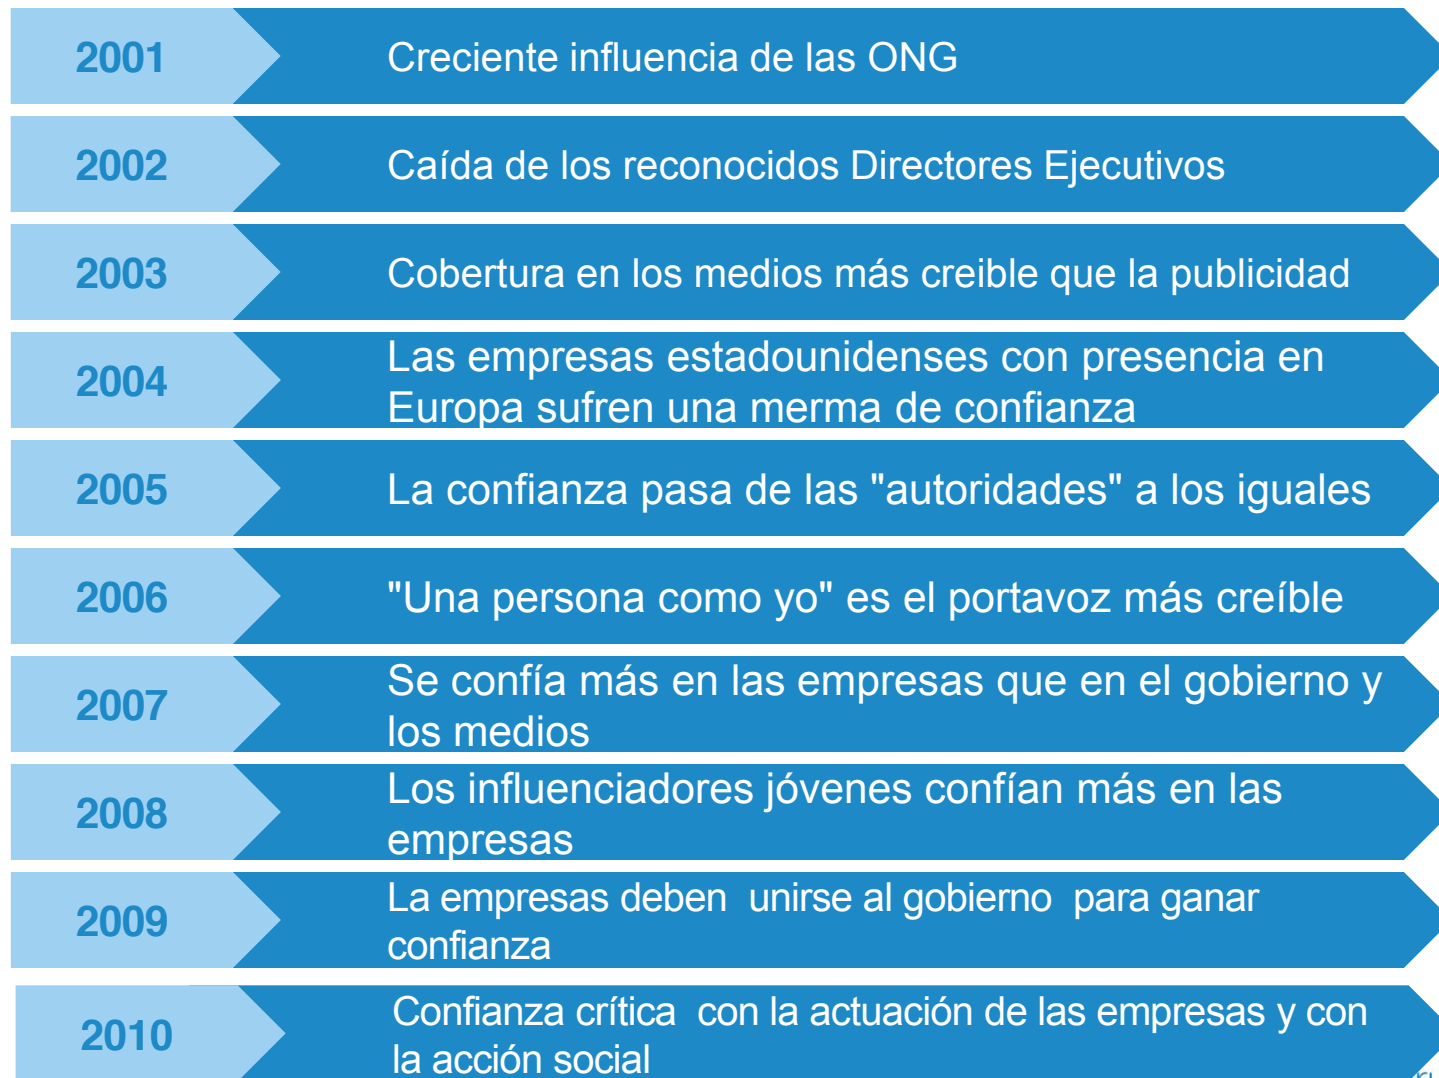 2001
Creciente influencia de las ONG
2002
Caída de los reconocidos Directores Ejecutivos
2003
Cobertura en los medios más creible que la publicidad
2004
Las empresas estadounidenses con presencia en
Europa sufren una merma de confianza
2005
La confianza pasa de las "autoridades" a los iguales
2006
"Una persona como yo" es el portavoz más creíble
2007
Se confía más en las empresas que en el gobierno y
los medios
2008
Los influenciadores jóvenes confían más en las
empresas
2009
La empresas deben unirse al gobierno para ganar
confianza
2010
Confianza crítica con la actuación de las empresas y con
la acción social